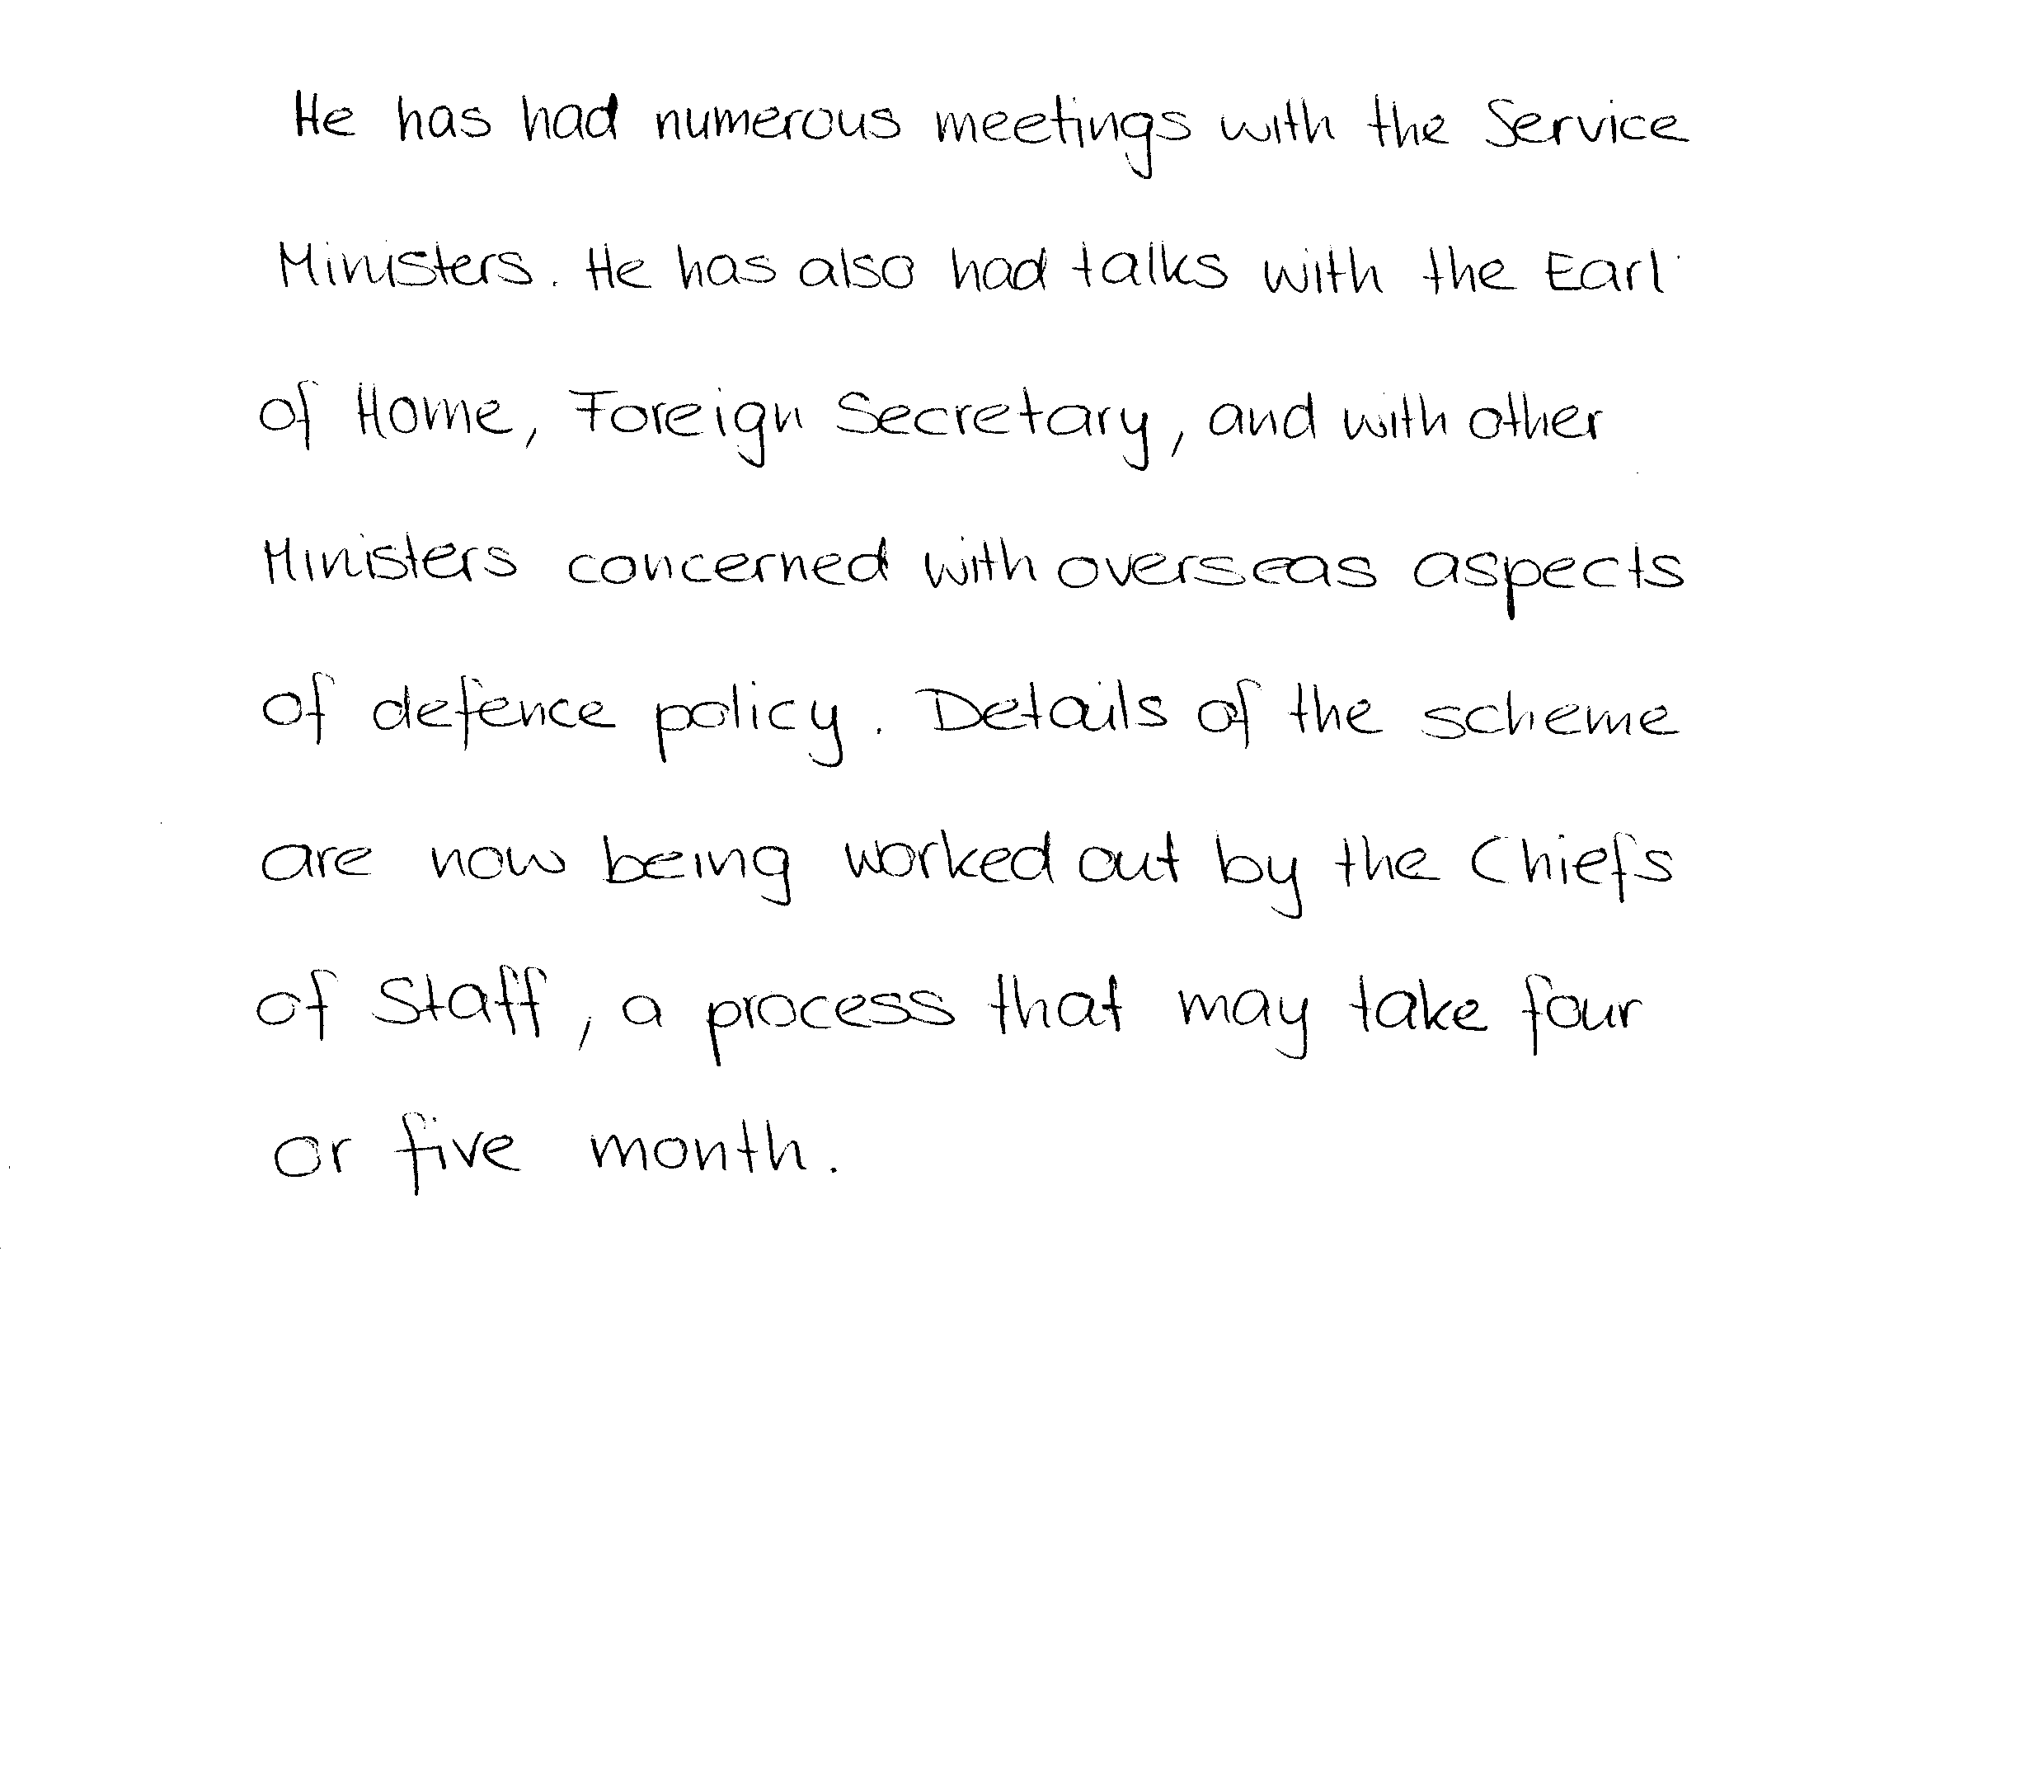 He has had numerous meetings with the Service
Ministers. He has also had talks with the Earl
of Home, Foreign Secretary, and with other
Ministers concerned with overseas aspects
of defence policy. Details of the scheme
are now being worked out by the Chiefs
of Staff, a process that may take four
or five month.